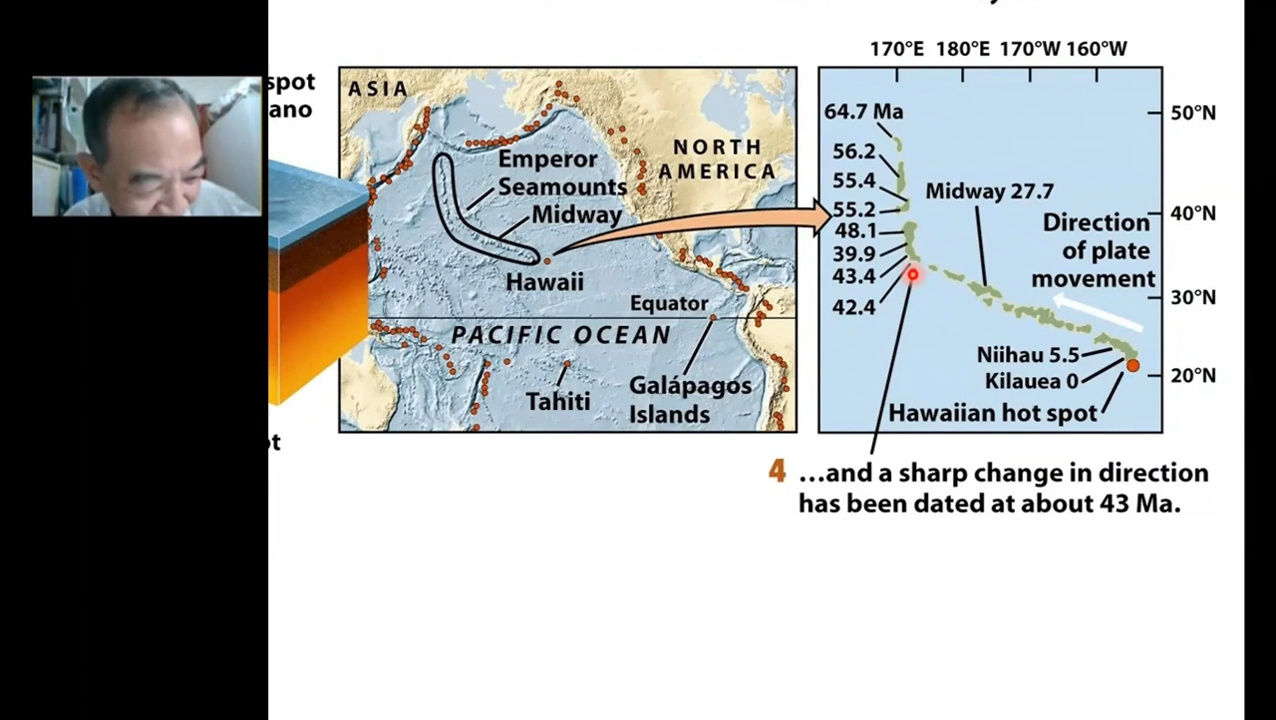 170°E 180°E 170°W 160°W
spot
ano
ASIA
NORTH
AMERICA
Emperor
Seamounts
Midway
Hawaii
Equator
PACIFIC OCEAN
Galápagos
Islands
Tahiti
64.7 Ma
56.2
55.4
55.2
48.1
39.9
43.4
42.4
Midway 27.7
Direction
of plate
movement
Niihau 5.5
Kilauea 0
Hawaiian hot spot
50°N
40°N
30°N
20°N
ot
4 ...and a sharp change in direction
has been dated at about 43 Ma.